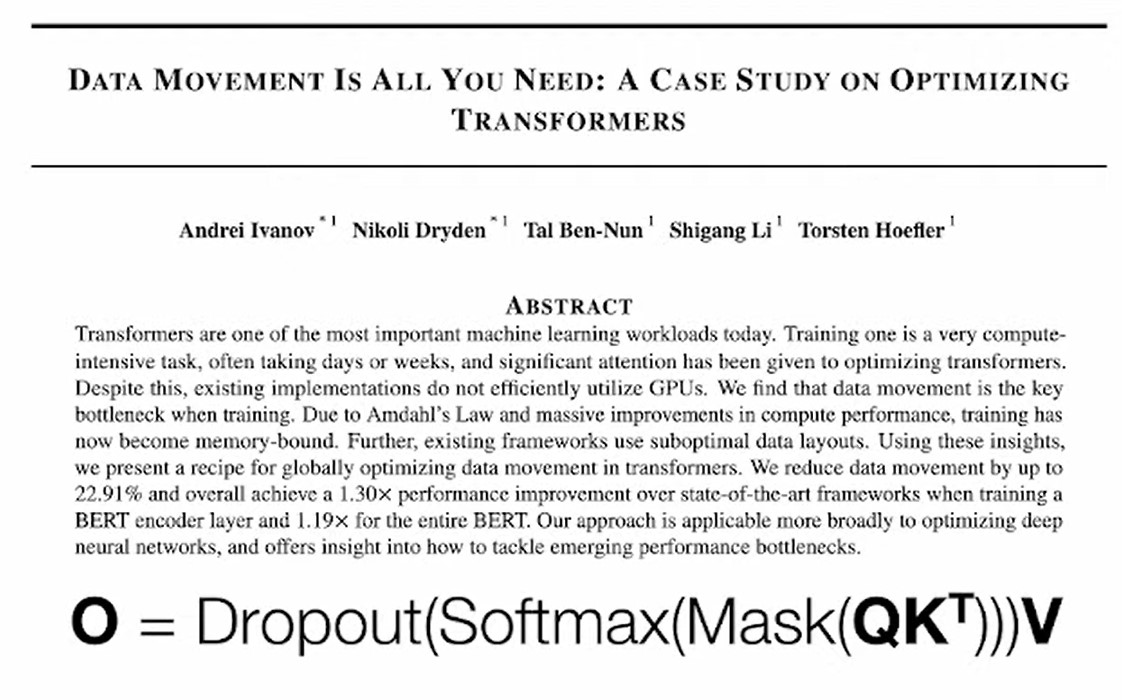 DATA MOVEMENT IS ALL YOU NEED: A CASE STUDY ON OPTIMIZING
TRANSFORMERS
Andrei Ivanov *1 Nikoli Dryden *1 Tal Ben-Nun 1 Shigang Li 1 Torsten Hoefler 1
ABSTRACT
Transformers are one of the most important machine learning workloads today. Training one is a very compute-
intensive task, often taking days or weeks, and significant attention has been given to optimizing transformers.
Despite this, existing implementations do not efficiently utilize GPUs. We find that data movement is the key
bottleneck when training. Due to Amdahl's Law and massive improvements in compute performance, training has
now become memory-bound. Further, existing frameworks use suboptimal data layouts. Using these insights,
we present a recipe for globally optimizing data movement in transformers. We reduce data movement by up to
22.91% and overall achieve a 1.30× performance improvement over state-of-the-art frameworks when training a
BERT encoder layer and 1.19× for the entire BERT. Our approach is applicable more broadly to optimizing deep
neural networks, and offers insight into how to tackle emerging performance bottlenecks.
O = Dropout(Softmax(Mask(QKᵀ)))V